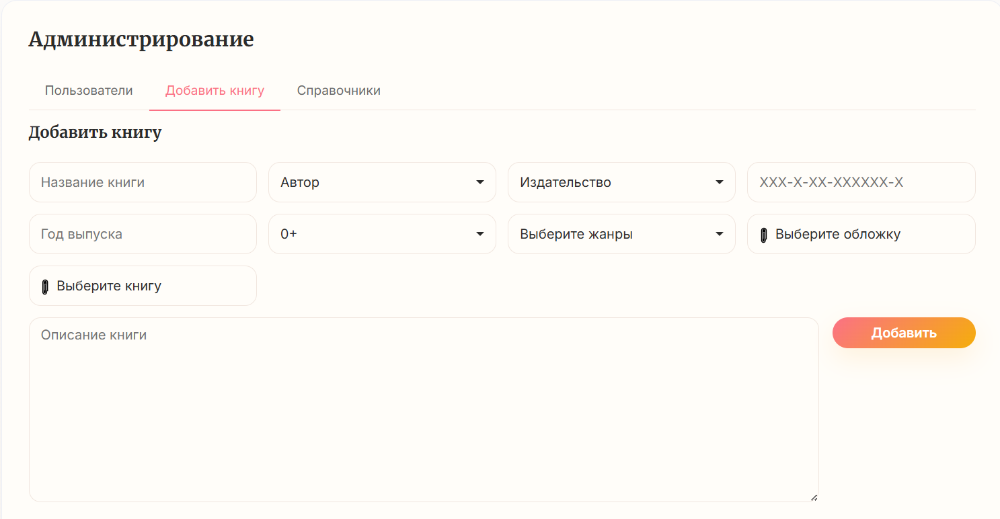 Администрирование
Пользователи Добавить книгу Справочники
Добавить книгу
Название книги Автор Издательство XXX-X-XX-XXXXXX-X
Год выпуска 0+ Выберите жанры Выберите обложку
Выберите книгу
Описание книги Добавить